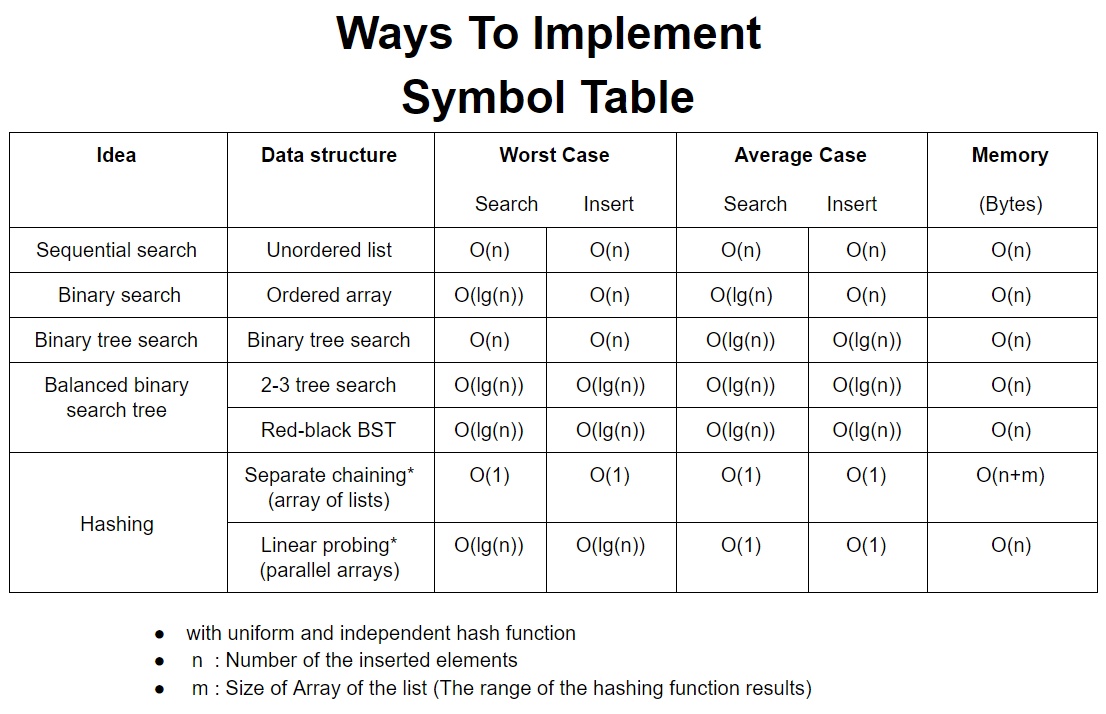 Ways To Implement
Symbol Table
Idea Data structure Worst Case Average Case Memory
Search Insert Search Insert (Bytes)
Sequential search Unordered list O(n) O(n) O(n) O(n) O(n)
Binary search Ordered array O(lg(n)) O(n) O(lg(n) O(n) O(n)
Binary tree search Binary tree search O(n) O(n) O(lg(n)) O(lg(n)) O(n)
Balanced binary 2-3 tree search O(lg(n)) O(lg(n)) O(lg(n)) O(lg(n)) O(n)
search tree
Red-black BST O(lg(n)) O(lg(n)) O(lg(n)) O(lg(n)) O(n)
Separate chaining* O(1) O(1) O(1) O(1) O(n+m)
(array of lists)
Hashing
Linear probing* O(lg(n)) O(lg(n)) O(1) O(1) O(n)
(parallel arrays)
● with uniform and independent hash function
● n : Number of the inserted elements
● m : Size of Array of the list (The range of the hashing function results)